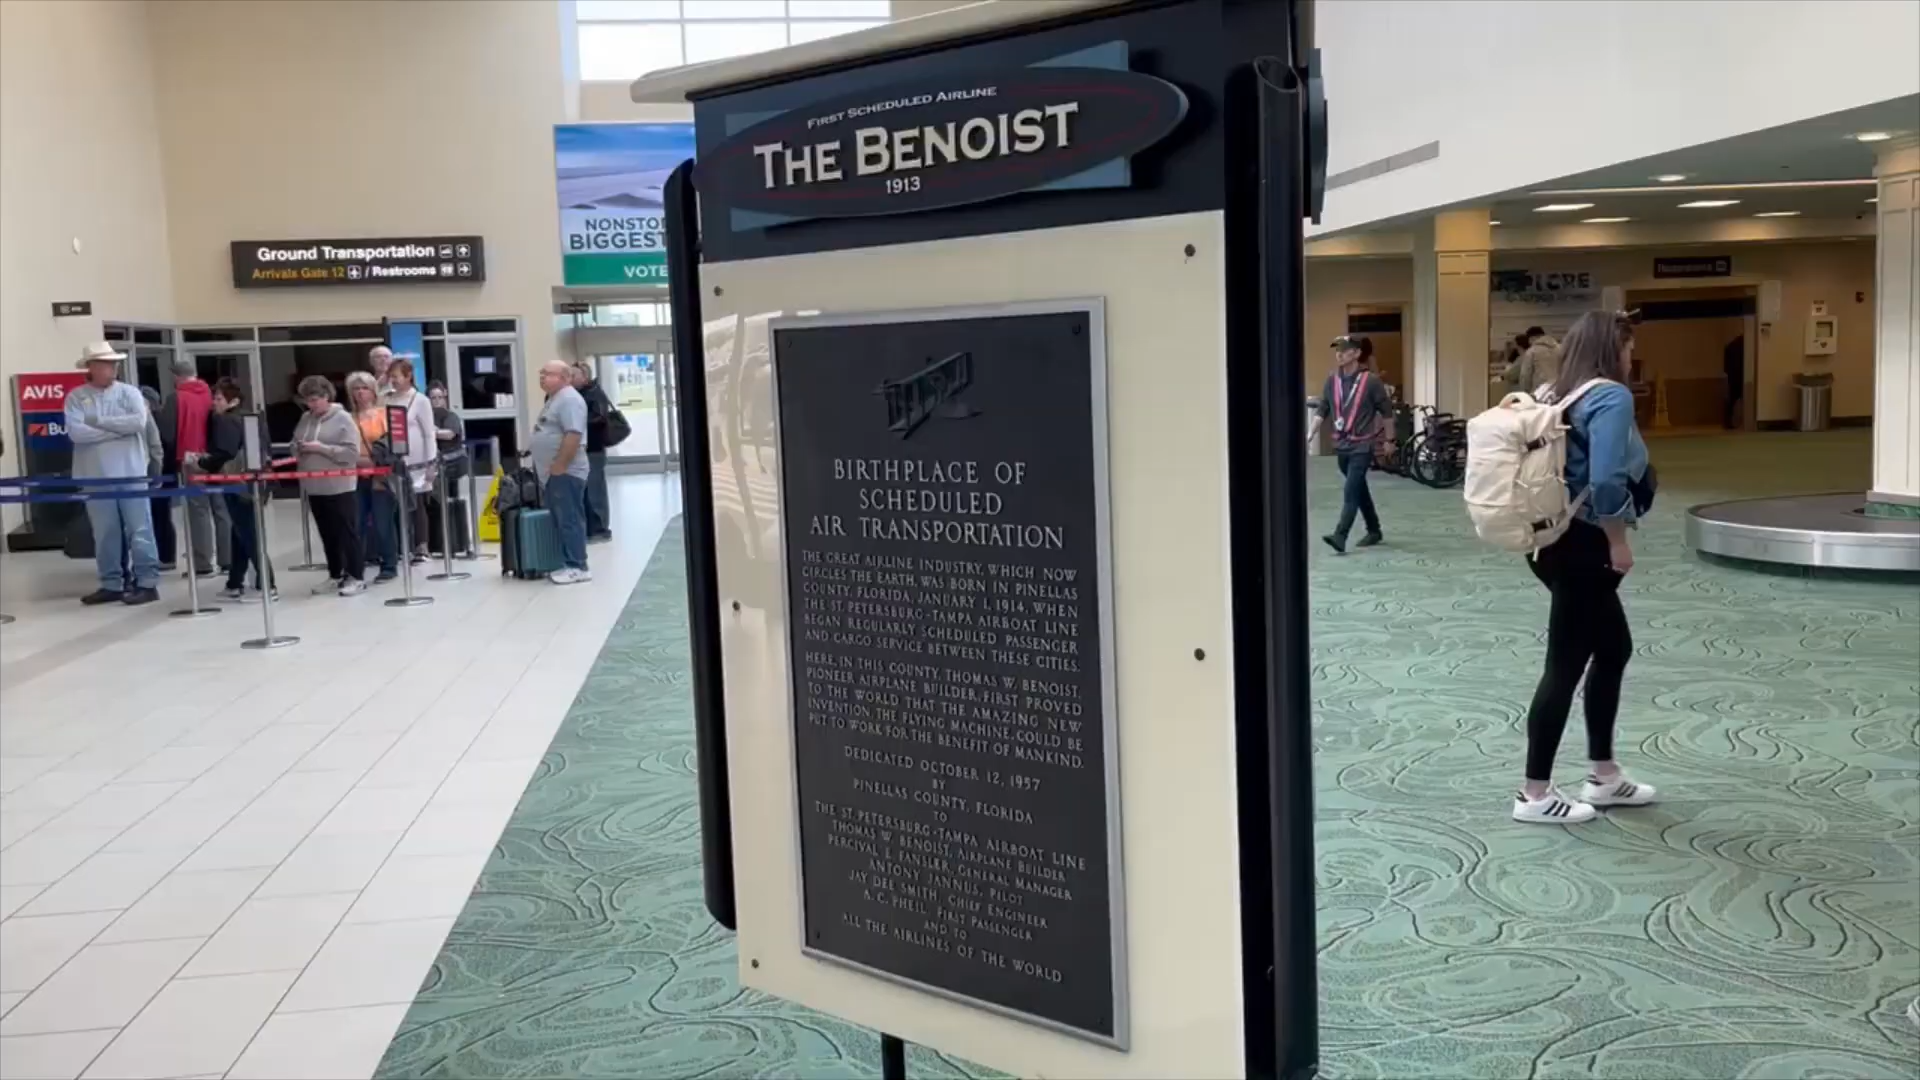 FIRST SCHEDULED AIRLINE
THE BENOIST
1913
BIRTHPLACE OF
SCHEDULED
AIR TRANSPORTATION
THE GREAT AIRLINE INDUSTRY, WHICH NOW
CIRCLES THE EARTH, WAS BORN IN PINELLAS
COUNTY, FLORIDA, JANUARY 1, 1914, WHEN
THE ST. PETERSBURG-TAMPA AIRBOAT LINE
BEGAN REGULARLY SCHEDULED PASSENGER
AND CARGO SERVICE BETWEEN THESE CITIES.
HERE, IN THIS COUNTY, THOMAS W. BENOIST,
PIONEER AIRPLANE BUILDER, FIRST PROVED
TO THE WORLD THAT THE AMAZING NEW
INVENTION, THE FLYING MACHINE, COULD BE
PUT TO WORK FOR THE BENEFIT OF MANKIND.
DEDICATED OCTOBER 12, 1957
BY
PINELLAS COUNTY, FLORIDA
TO
THE ST. PETERSBURG-TAMPA AIRBOAT LINE
THOMAS W. BENOIST, AIRPLANE BUILDER
PERCIVAL E. FANSLER, GENERAL MANAGER
ANTONY JANNUS, PILOT
JAY DEE SMITH, CHIEF ENGINEER
A. C. PHEIL, FIRST PASSENGER
AND TO
ALL THE AIRLINES OF THE WORLD
Ground Transportation
Arrivals Gate 12 / Restrooms
NONSTO
BIGGEST
VOTE
AVIS
Bu
Restrooms